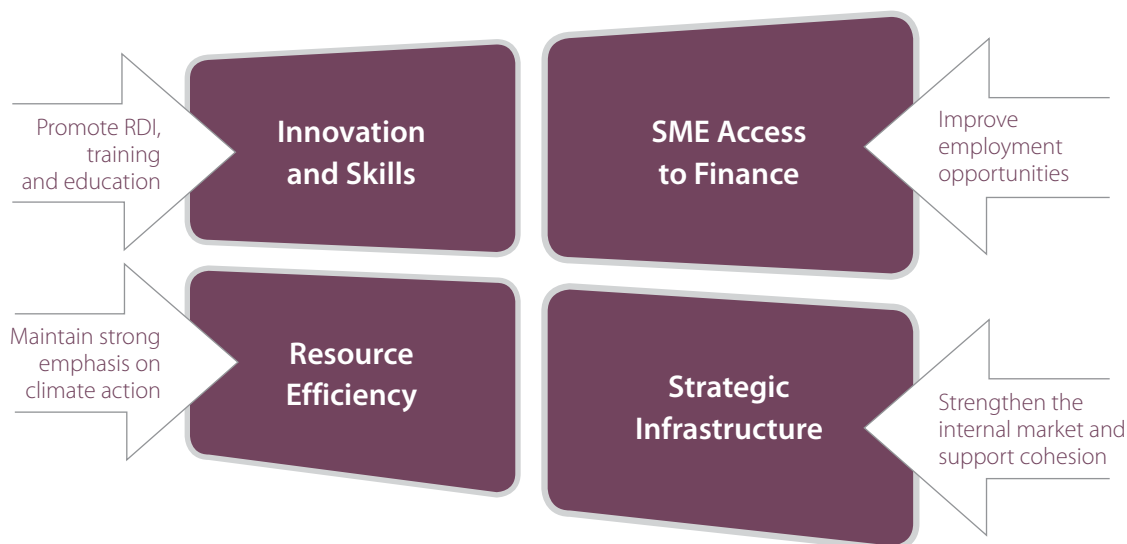 Promote RDI,
training
and education
Innovation
and Skills
SME Access
to Finance
Improve
employment
opportunities
Maintain strong
emphasis on
climate action
Resource
Efficiency
Strategic
Infrastructure
Strengthen the
internal market and
support cohesion